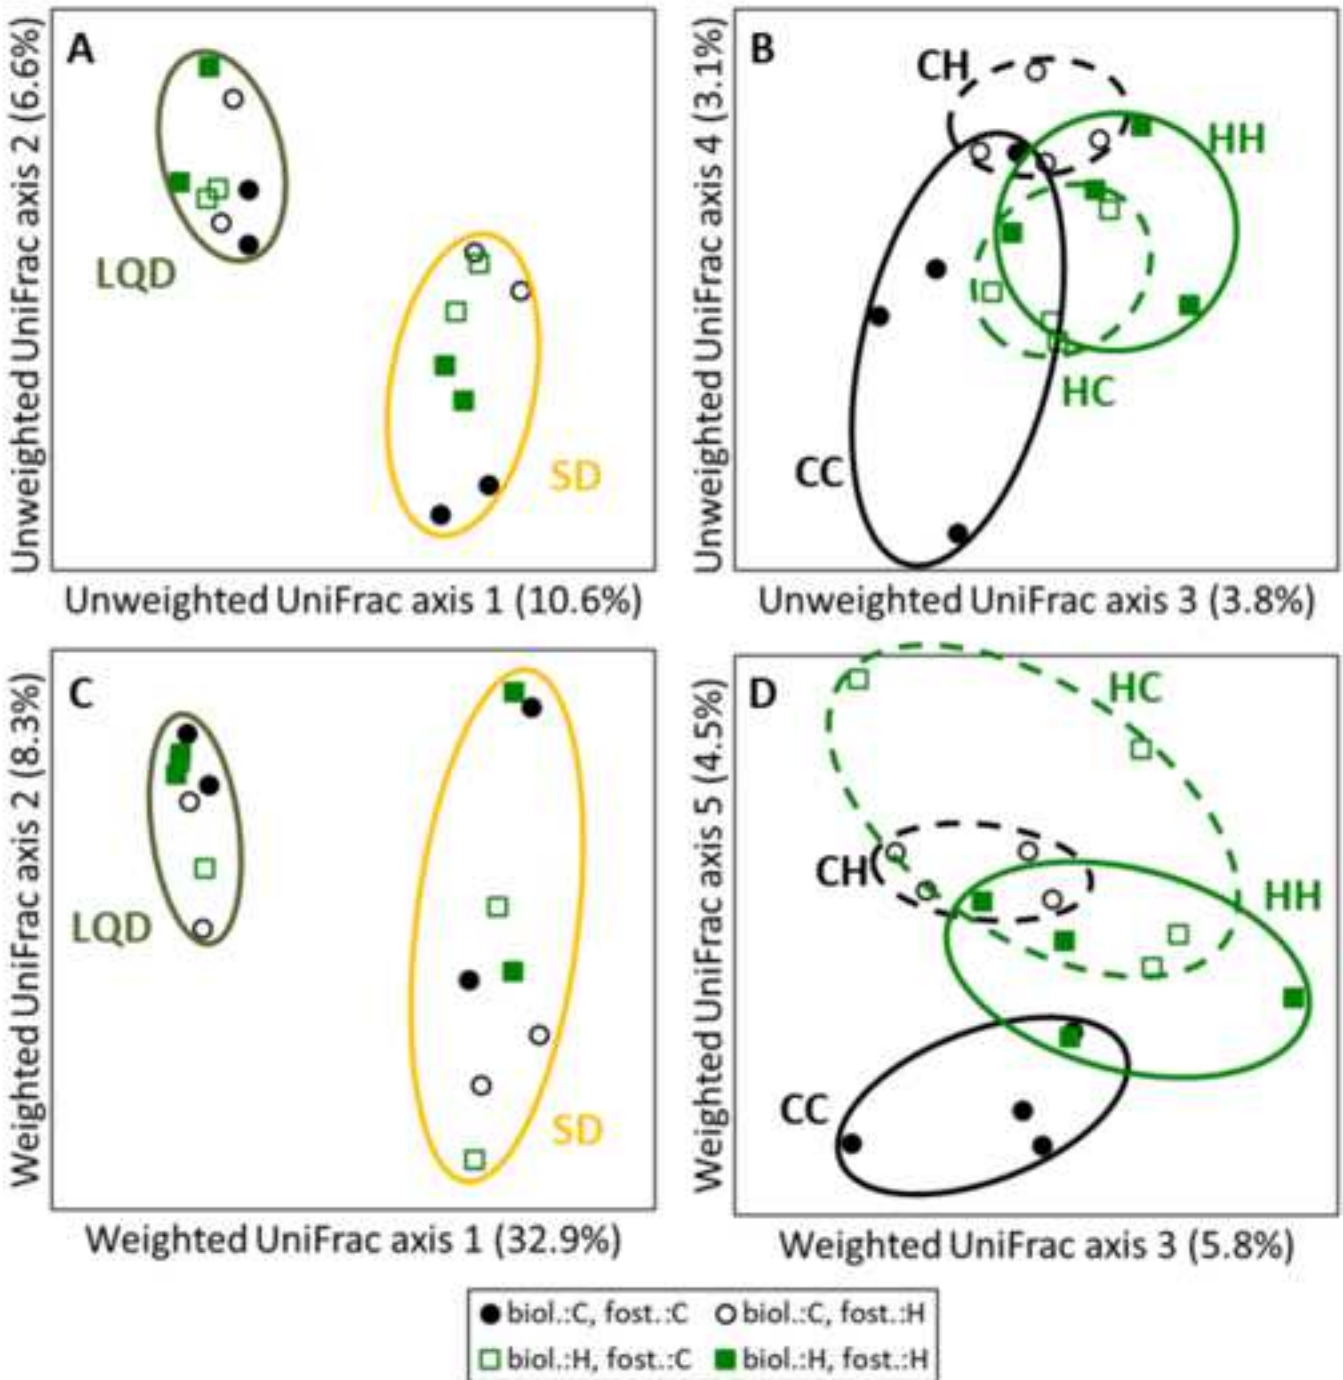 A
LQD
SD
Unweighted UniFrac axis 2 (6.6%)
Unweighted UniFrac axis 1 (10.6%)
B
CH
HH
HC
CC
Unweighted UniFrac axis 4 (3.1%)
Unweighted UniFrac axis 3 (3.8%)
C
LQD
SD
Weighted UniFrac axis 2 (8.3%)
Weighted UniFrac axis 1 (32.9%)
D
HC
CH
HH
CC
Weighted UniFrac axis 5 (4.5%)
Weighted UniFrac axis 3 (5.8%)
biol.:C, fost.:C biol.:C, fost.:H
biol.:H, fost.:C biol.:H, fost.:H